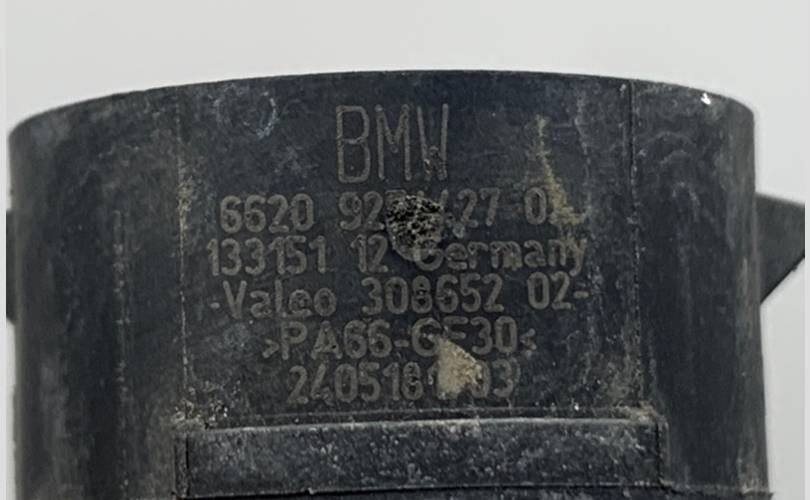 BMW
6620
133151 12 Germany
-Valeo 308652 02-
>PA66-GF30<